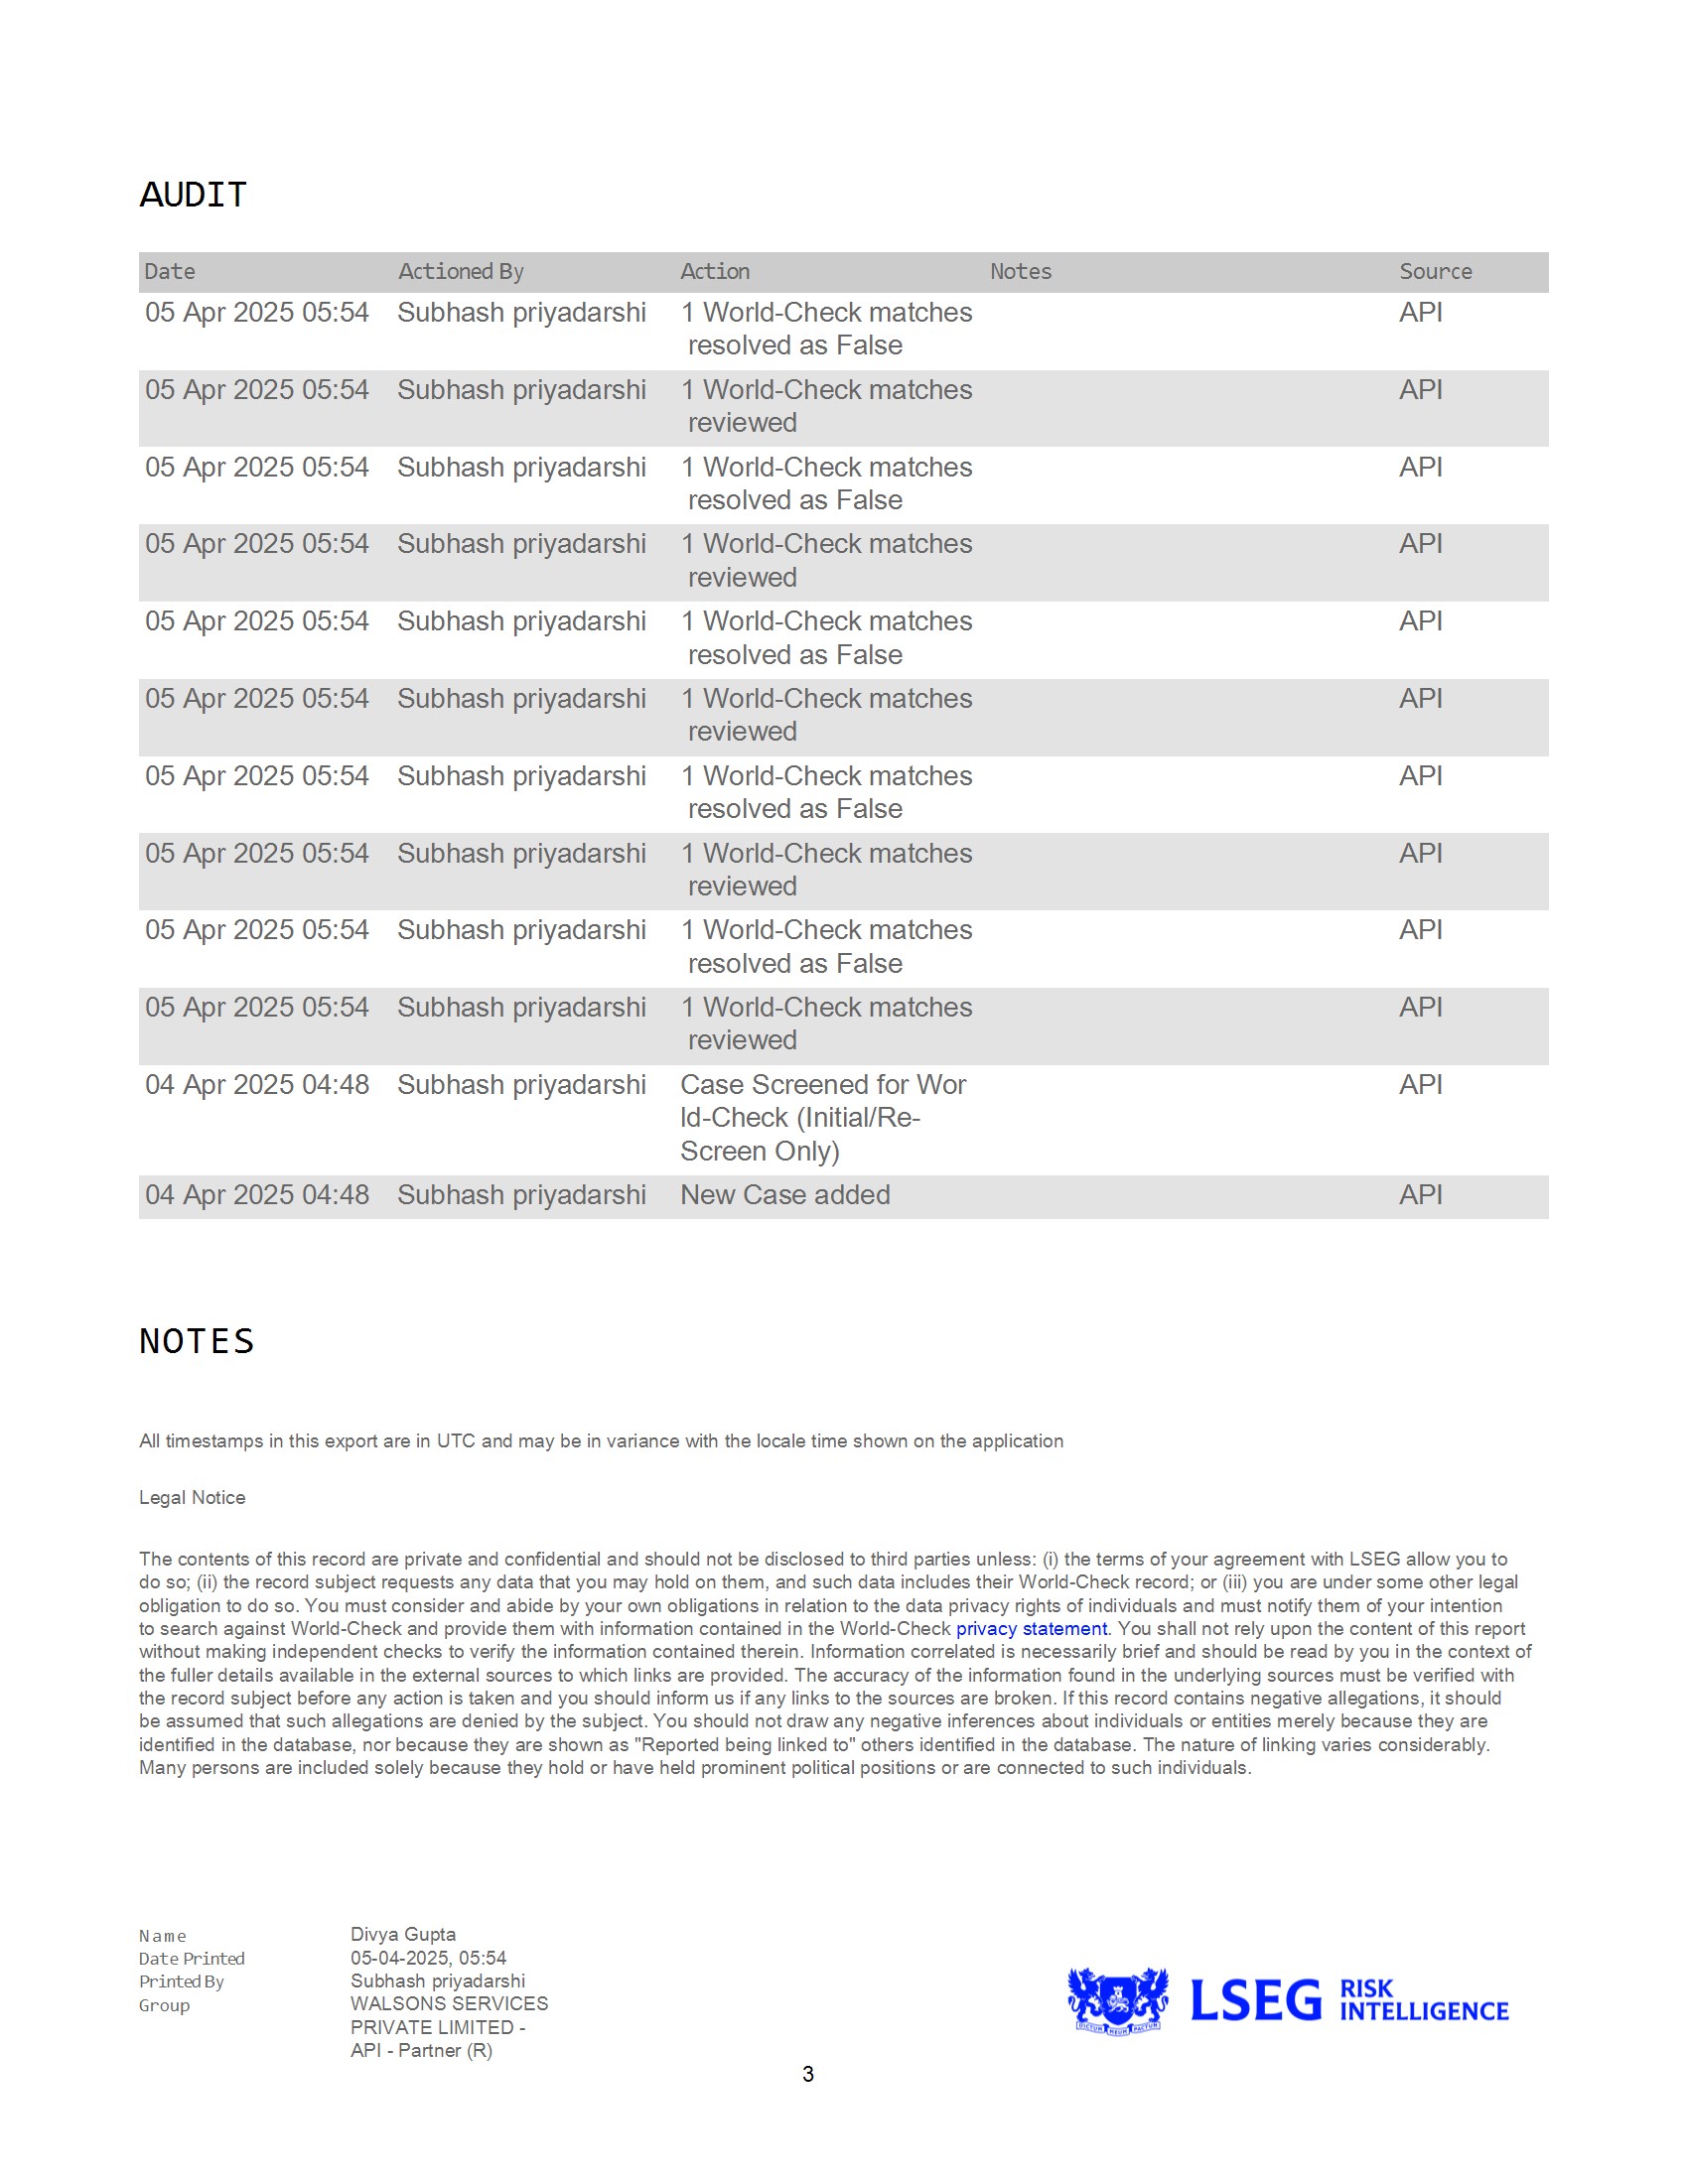 AUDIT
Date Actioned By Action Notes Source
05 Apr 2025 05:54 Subhash priyadarshi 1 World-Check matches API
resolved as False
05 Apr 2025 05:54 Subhash priyadarshi 1 World-Check matches API
reviewed
05 Apr 2025 05:54 Subhash priyadarshi 1 World-Check matches API
resolved as False
05 Apr 2025 05:54 Subhash priyadarshi 1 World-Check matches API
reviewed
05 Apr 2025 05:54 Subhash priyadarshi 1 World-Check matches API
resolved as False
05 Apr 2025 05:54 Subhash priyadarshi 1 World-Check matches API
reviewed
05 Apr 2025 05:54 Subhash priyadarshi 1 World-Check matches API
resolved as False
05 Apr 2025 05:54 Subhash priyadarshi 1 World-Check matches API
reviewed
05 Apr 2025 05:54 Subhash priyadarshi 1 World-Check matches API
resolved as False
05 Apr 2025 05:54 Subhash priyadarshi 1 World-Check matches API
reviewed
04 Apr 2025 04:48 Subhash priyadarshi Case Screened for Wor API
ld-Check (Initial/Re-
Screen Only)
04 Apr 2025 04:48 Subhash priyadarshi New Case added API
NOTES
All timestamps in this export are in UTC and may be in variance with the locale time shown on the application
Legal Notice
The contents of this record are private and confidential and should not be disclosed to third parties unless: (i) the terms of your agreement with LSEG allow you to
do so; (ii) the record subject requests any data that you may hold on them, and such data includes their World-Check record; or (iii) you are under some other legal
obligation to do so. You must consider and abide by your own obligations in relation to the data privacy rights of individuals and must notify them of your intention
to search against World-Check and provide them with information contained in the World-Check privacy statement. You shall not rely upon the content of this report
without making independent checks to verify the information contained therein. Information correlated is necessarily brief and should be read by you in the context of
the fuller details available in the external sources to which links are provided. The accuracy of the information found in the underlying sources must be verified with
the record subject before any action is taken and you should inform us if any links to the sources are broken. If this record contains negative allegations, it should
be assumed that such allegations are denied by the subject. You should not draw any negative inferences about individuals or entities merely because they are
identified in the database, nor because they are shown as "Reported being linked to" others identified in the database. The nature of linking varies considerably.
Many persons are included solely because they hold or have held prominent political positions or are connected to such individuals.
Name Divya Gupta
Date Printed 05-04-2025, 05:54
Printed By Subhash priyadarshi
Group WALSONS SERVICES
PRIVATE LIMITED -
API - Partner (R)
DICTUM MEUM PACTUM
LSEG RISK
INTELLIGENCE
3